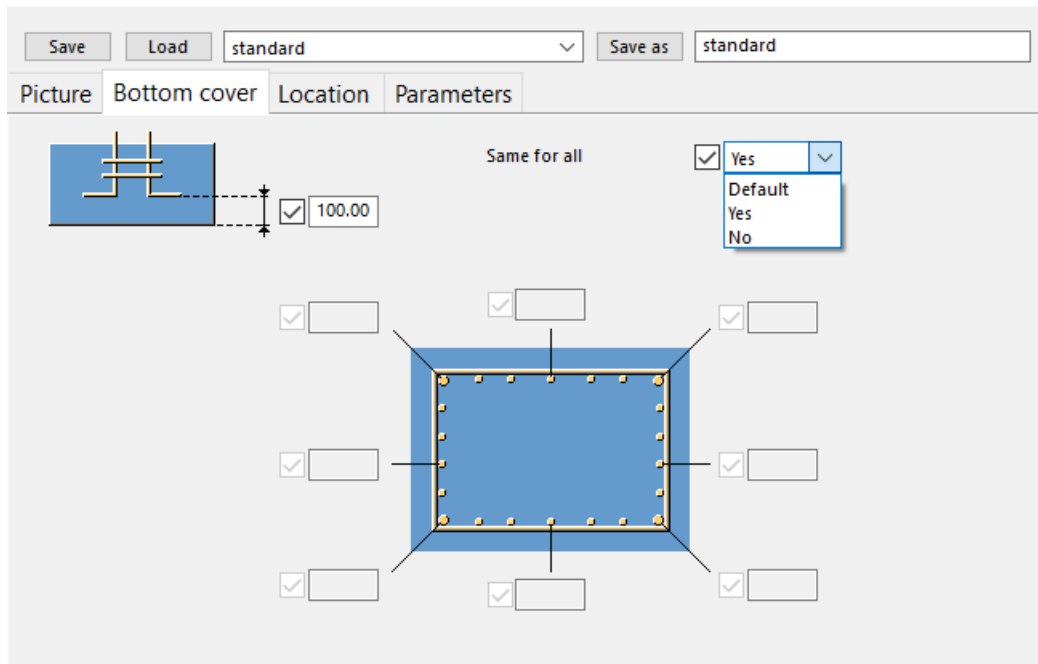 Save Load standard Save as standard
Picture Bottom cover Location Parameters
Same for all Yes
Default
100.00 Yes
No